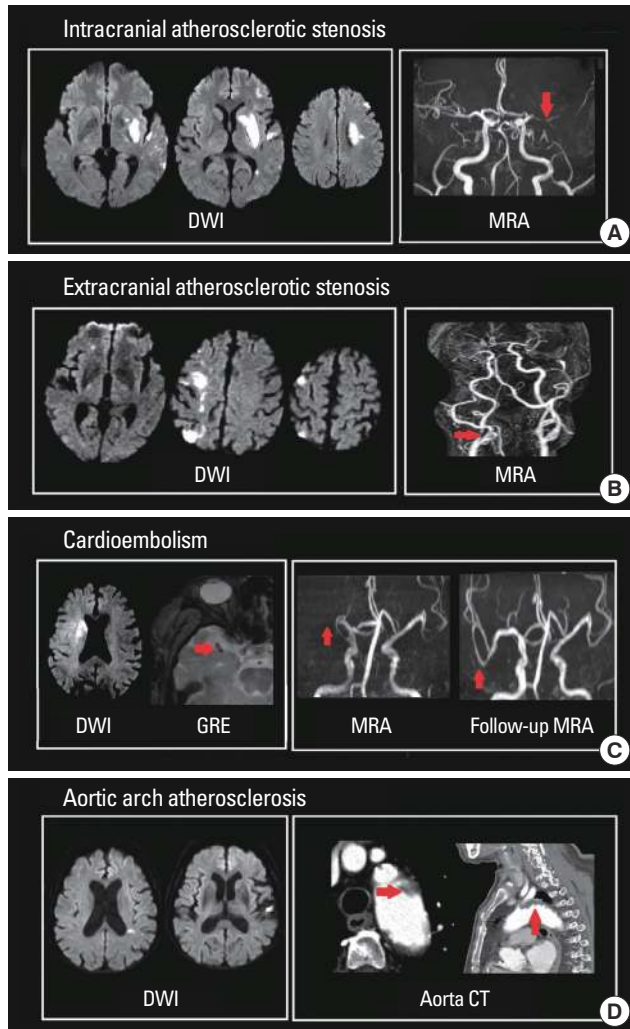 Intracranial atherosclerotic stenosis
DWI
MRA
A
Extracranial atherosclerotic stenosis
DWI
MRA
B
Cardioembolism
DWI
GRE
MRA
Follow-up MRA
C
Aortic arch atherosclerosis
DWI
Aorta CT
D